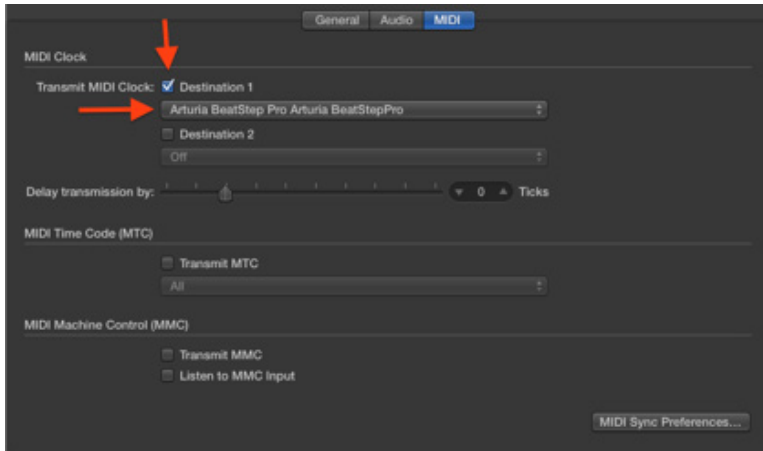 General Audio MIDI
MIDI Clock
Transmit MIDI Clock: Destination 1
Arturia BeatStep Pro Arturia BeatStepPro
Destination 2
Off
Delay transmission by: 0 Ticks
MIDI Time Code (MTC)
Transmit MTC
All
MIDI Machine Control (MMC)
Transmit MMC
Listen to MMC Input
MIDI Sync Preferences...